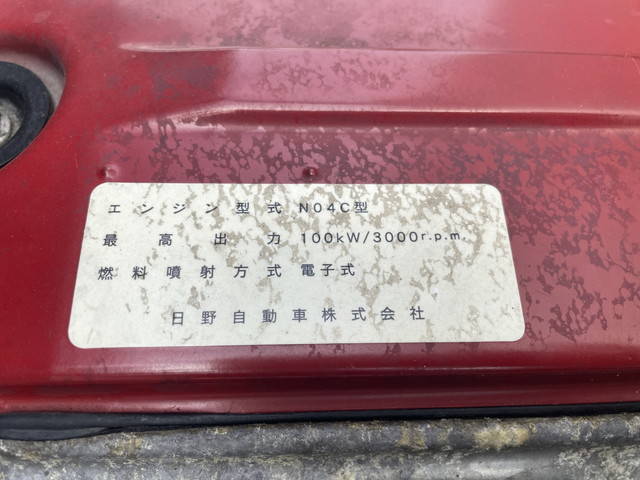 エンジン型式 N04C型
最高出力 100kW/3000r.p.m.
燃料噴射方式 電子式
日野自動車株式会社